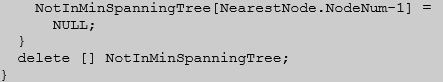 NotInMinSpanningTree[NearestNode.NodeNum-1] =
NULL;
}
delete [] NotInMinSpanningTree;
}